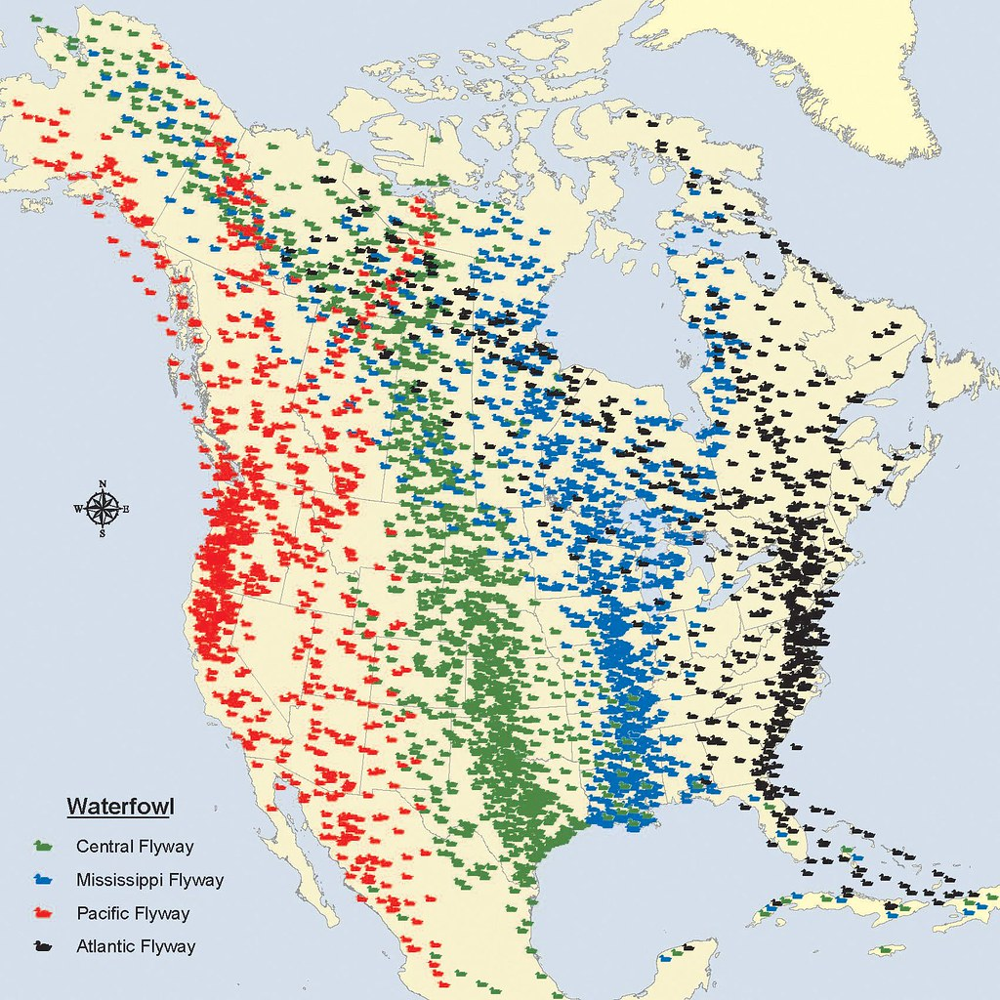 N
W E
S
Waterfowl
Central Flyway
Mississippi Flyway
Pacific Flyway
Atlantic Flyway